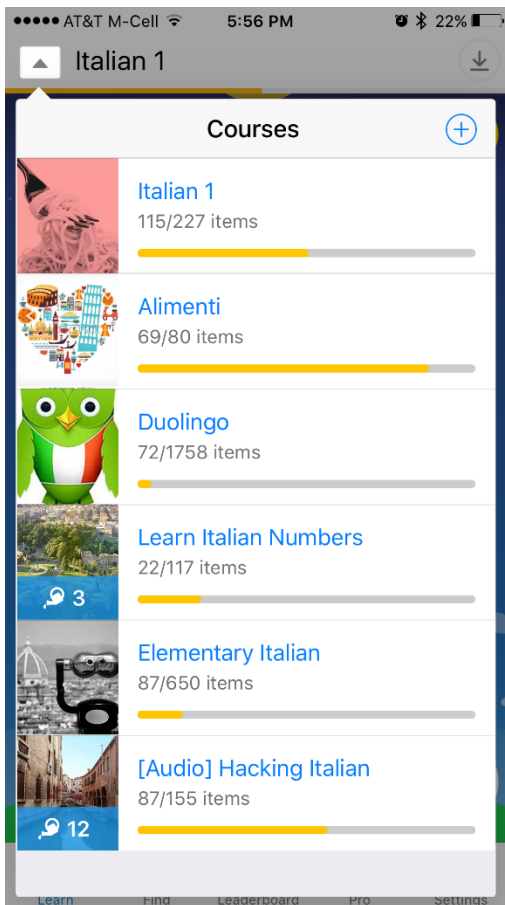 AT&T M-Cell 5:56 PM 22%
Italian 1
Courses
Italian 1
115/227 items
Alimenti
69/80 items
Duolingo
72/1758 items
Learn Italian Numbers
22/117 items
3
Elementary Italian
87/650 items
[Audio] Hacking Italian
87/155 items
12
Learn Find Leaderboard Pro Settings